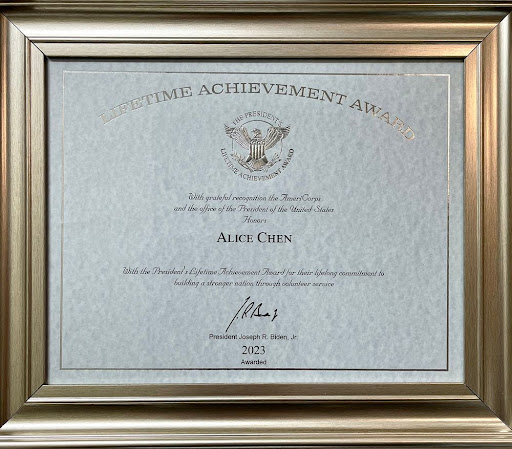 LIFETIME ACHIEVEMENT AWARD
THE PRESIDENT'S
LIFETIME ACHIEVEMENT AWARD
With grateful recognition the AmeriCorps
and the office of the President of the United States
Honors
ALICE CHEN
With the President's Lifetime Achievement Award for their lifelong commitment to
building a stronger nation through volunteer service
President Joseph R. Biden, Jr.
2023
Awarded